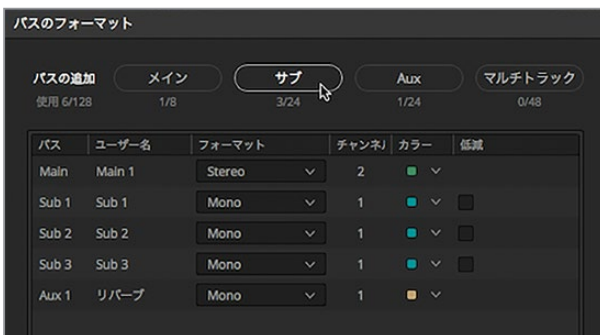 バスのフォーマット
バスの追加 メイン サブ Aux マルチトラック
使用 6/128 1/8 3/24 1/24 0/48
バス ユーザー名 フォーマット チャンネル カラー 低減
Main Main 1 Stereo 2
Sub 1 Sub 1 Mono 1
Sub 2 Sub 2 Mono 1
Sub 3 Sub 3 Mono 1
Aux 1 リバーブ Mono 1